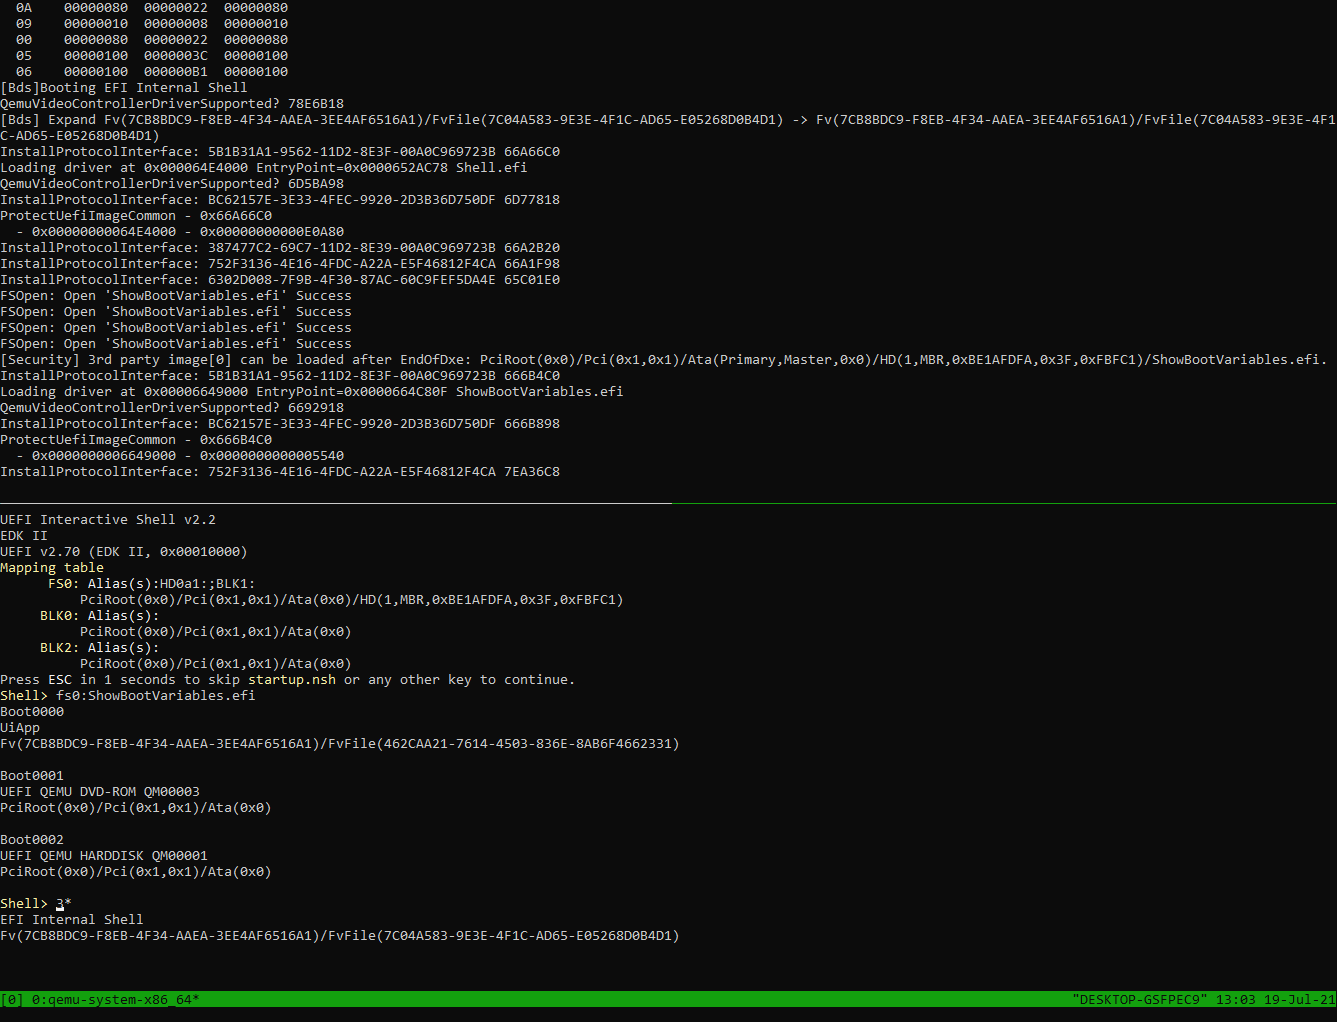 0A    00000080  00000022  00000080
09    00000010  00000008  00000010
00    00000080  00000022  00000080
05    00000100  0000003C  00000100
06    00000100  000000B1  00000100
[Bds]Booting EFI Internal Shell
QemuVideoControllerDriverSupported? 78E6B18
[Bds] Expand Fv(7CB8BDC9-F8EB-4F34-AAEA-3EE4AF6516A1)/FvFile(7C04A583-9E3E-4F1C-AD65-E05268D0B4D1) -> Fv(7CB8BDC9-F8EB-4F34-AAEA-3EE4AF6516A1)/FvFile(7C04A583-9E3E-4F1
C-AD65-E05268D0B4D1)
InstallProtocolInterface: 5B1B31A1-9562-11D2-8E3F-00A0C969723B 66A66C0
Loading driver at 0x000064E4000 EntryPoint=0x0000652AC78 Shell.efi
QemuVideoControllerDriverSupported? 6D5BA98
InstallProtocolInterface: BC62157E-3E33-4FEC-9920-2D3B36D750DF 6D77818
ProtectUefiImageCommon - 0x66A66C0
  - 0x00000000064E4000 - 0x00000000000E0A80
InstallProtocolInterface: 387477C2-69C7-11D2-8E39-00A0C969723B 66A2B20
InstallProtocolInterface: 752F3136-4E16-4FDC-A22A-E5F46812F4CA 66A1F98
InstallProtocolInterface: 6302D008-7F9B-4F30-87AC-60C9FEF5DA4E 65C01E0
FSOpen: Open 'ShowBootVariables.efi' Success
FSOpen: Open 'ShowBootVariables.efi' Success
FSOpen: Open 'ShowBootVariables.efi' Success
FSOpen: Open 'ShowBootVariables.efi' Success
[Security] 3rd party image[0] can be loaded after EndOfDxe: PciRoot(0x0)/Pci(0x1,0x1)/Ata(Primary,Master,0x0)/HD(1,MBR,0xBE1AFDFA,0x3F,0xFBFC1)/ShowBootVariables.efi.
InstallProtocolInterface: 5B1B31A1-9562-11D2-8E3F-00A0C969723B 666B4C0
Loading driver at 0x00006649000 EntryPoint=0x0000664C80F ShowBootVariables.efi
QemuVideoControllerDriverSupported? 6692918
InstallProtocolInterface: BC62157E-3E33-4FEC-9920-2D3B36D750DF 666B898
ProtectUefiImageCommon - 0x666B4C0
  - 0x0000000006649000 - 0x0000000000005540
InstallProtocolInterface: 752F3136-4E16-4FDC-A22A-E5F46812F4CA 7EA36C8
UEFI Interactive Shell v2.2
EDK II
UEFI v2.70 (EDK II, 0x00010000)
Mapping table
      FS0: Alias(s):HD0a1:;BLK1:
          PciRoot(0x0)/Pci(0x1,0x1)/Ata(0x0)/HD(1,MBR,0xBE1AFDFA,0x3F,0xFBFC1)
     BLK0: Alias(s):
          PciRoot(0x0)/Pci(0x1,0x1)/Ata(0x0)
     BLK2: Alias(s):
          PciRoot(0x0)/Pci(0x1,0x1)/Ata(0x0)
Press ESC in 1 seconds to skip startup.nsh or any other key to continue.
Shell> fs0:ShowBootVariables.efi
Boot0000
UiApp
Fv(7CB8BDC9-F8EB-4F34-AAEA-3EE4AF6516A1)/FvFile(462CAA21-7614-4503-836E-8AB6F4662331)
Boot0001
UEFI QEMU DVD-ROM QM00003
PciRoot(0x0)/Pci(0x1,0x1)/Ata(0x0)
Boot0002
UEFI QEMU HARDDISK QM00001
PciRoot(0x0)/Pci(0x1,0x1)/Ata(0x0)
Shell> 3*
EFI Internal Shell
Fv(7CB8BDC9-F8EB-4F34-AAEA-3EE4AF6516A1)/FvFile(7C04A583-9E3E-4F1C-AD65-E05268D0B4D1)
[0] 0:qemu-system-x86_64*    "DESKTOP-GSFPEC9" 13:03 19-Jul-21